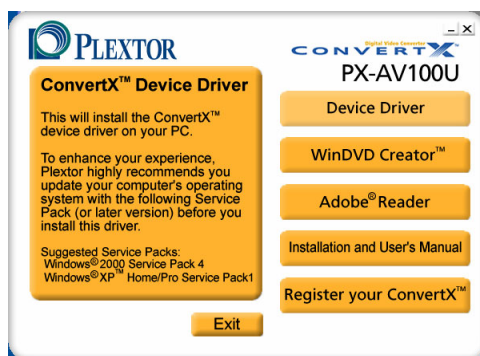 PLEXTOR
Digital Video Converter
CONVERTX
PX-AV100U
ConvertX™ Device Driver
This will install the ConvertX™
device driver on your PC.
To enhance your experience,
Plextor highly recommends you
update your computer's operating
system with the following Service
Pack (or later version) before you
install this driver.
Suggested Service Packs:
Windows®2000 Service Pack 4
Windows®XP™ Home/Pro Service Pack1
Exit
Device Driver
WinDVD Creator™
Adobe®Reader
Installation and User's Manual
Register your ConvertX™